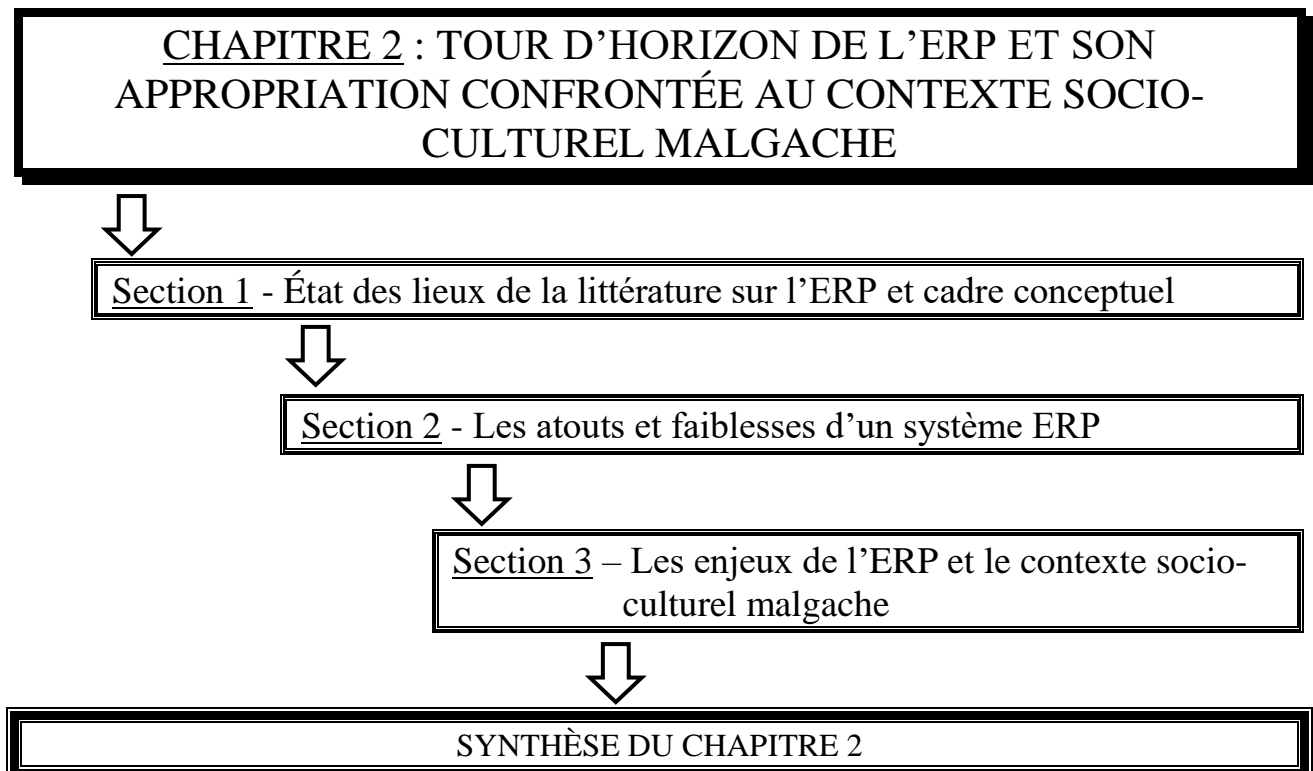 CHAPITRE 2 : TOUR D’HORIZON DE L’ERP ET SON
APPROPRIATION CONFRONTÉE AU CONTEXTE SOCIO-
CULTUREL MALGACHE
Section 1 - État des lieux de la littérature sur l’ERP et cadre conceptuel
Section 2 - Les atouts et faiblesses d’un système ERP
Section 3 – Les enjeux de l’ERP et le contexte socio-
culturel malgache
SYNTHÈSE DU CHAPITRE 2